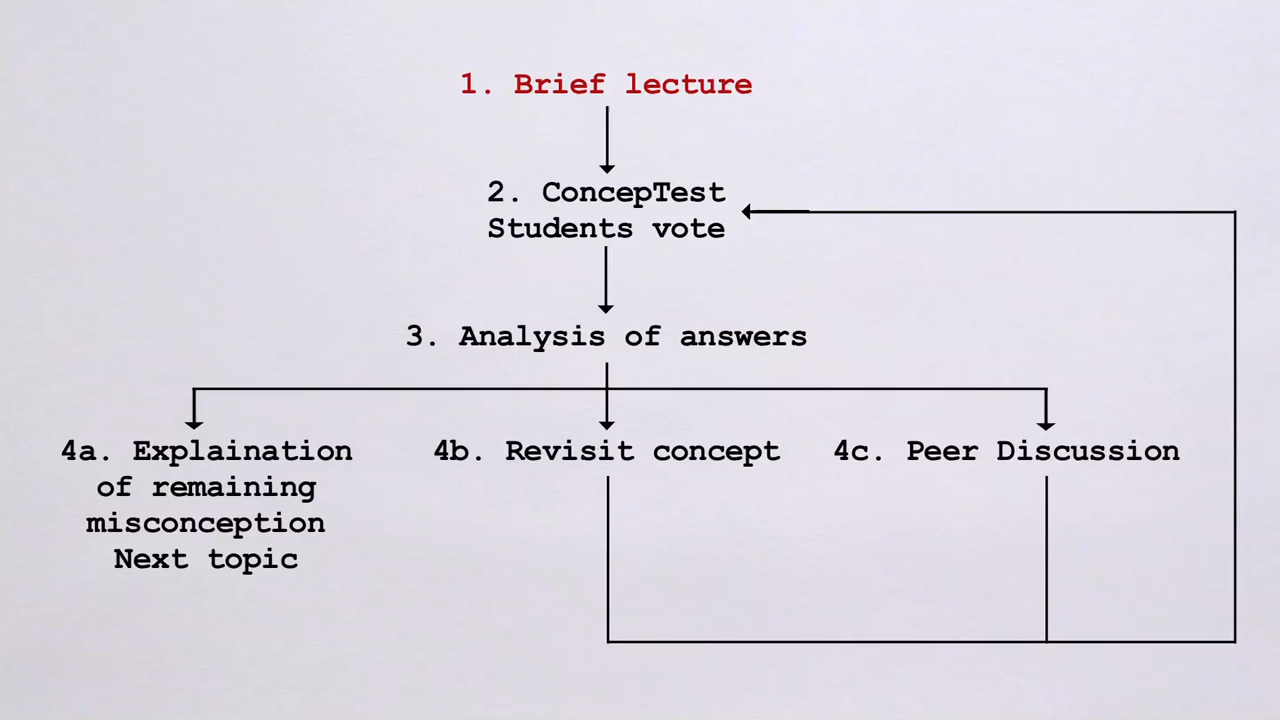 1. Brief lecture
2. ConcepTest
Students vote
3. Analysis of answers
4a. Explaination
of remaining
misconception
Next topic
4b. Revisit concept
4c. Peer Discussion